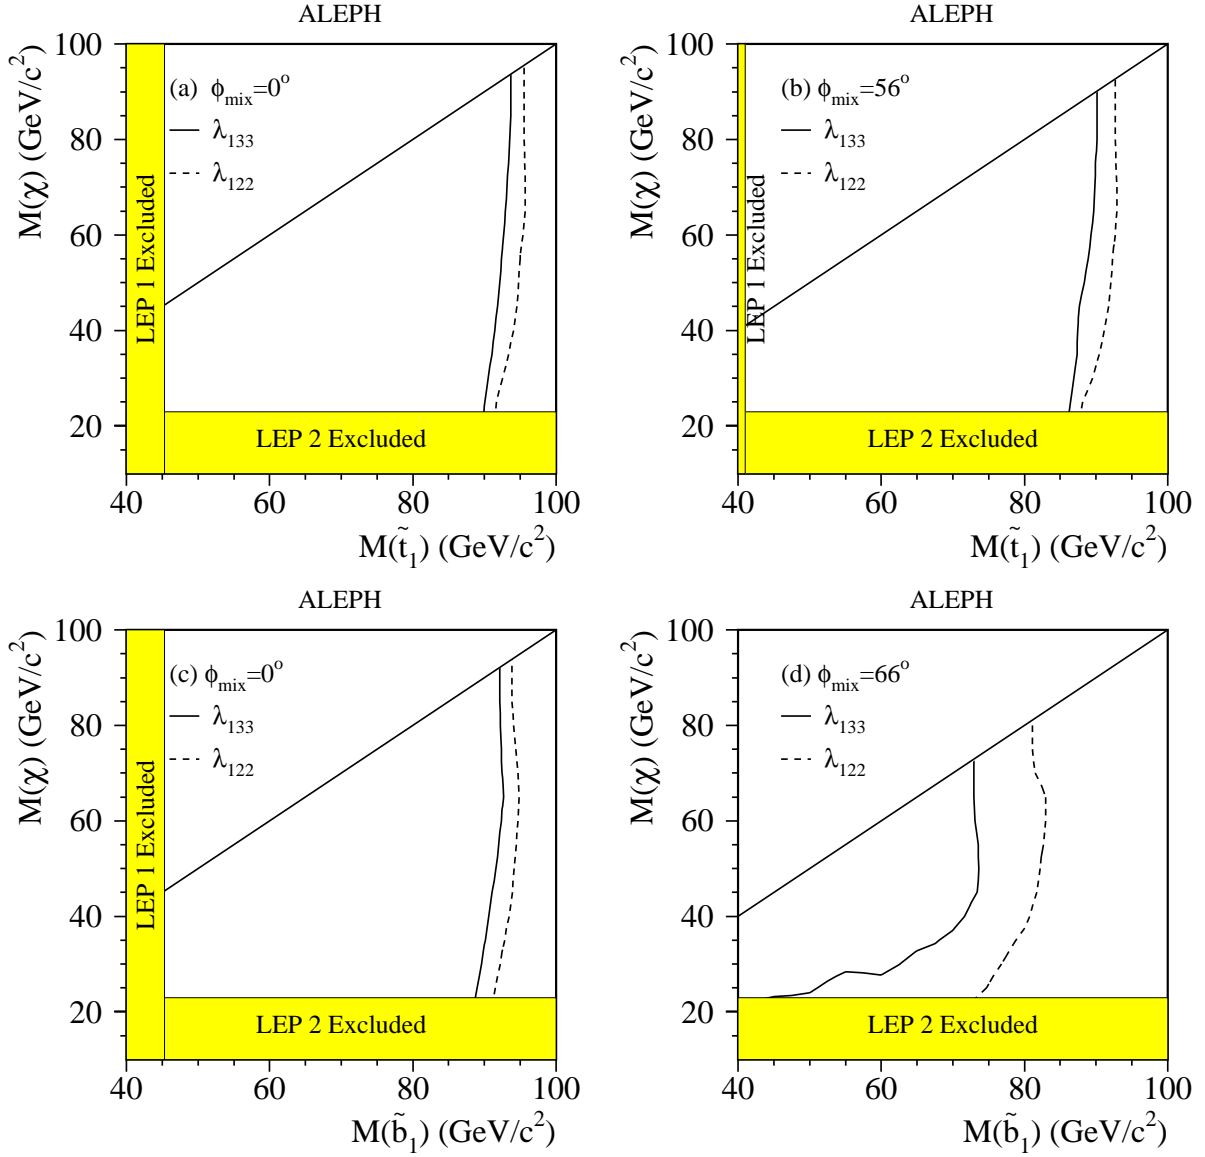 ALEPH
M(χ) (GeV/c²)
100
80
60
40
20
(a) ϕmix=0°
λ133
λ122
LEP 1 Excluded
LEP 2 Excluded
40 60 80 100
M(t̃1) (GeV/c²)
ALEPH
M(χ) (GeV/c²)
100
80
60
40
20
(b) ϕmix=56°
λ133
λ122
LEP 1 Excluded
LEP 2 Excluded
40 60 80 100
M(t̃1) (GeV/c²)
ALEPH
M(χ) (GeV/c²)
100
80
60
40
20
(c) ϕmix=0°
λ133
λ122
LEP 1 Excluded
LEP 2 Excluded
40 60 80 100
M(b̃1) (GeV/c²)
ALEPH
M(χ) (GeV/c²)
100
80
60
40
20
(d) ϕmix=66°
λ133
λ122
LEP 2 Excluded
40 60 80 100
M(b̃1) (GeV/c²)